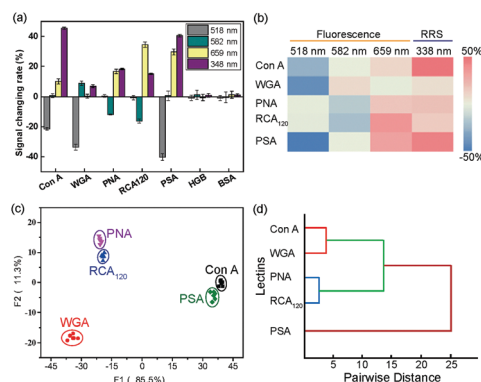 (a)
518 nm
582 nm
659 nm
348 nm
Signal changing rate (%)
40
20
0
-20
-40
Con A
WGA
PNA
RCA120
PSA
HGB
BSA
(b)
Fluorescence
RRS
518 nm 582 nm 659 nm 338 nm
50%
Con A
WGA
PNA
RCA120
PSA
-50%
(c)
F2 ( 11.3%)
20
10
0
-10
-20
PNA
RCA120
Con A
PSA
WGA
-45 -30 -15 0 15 30 45
F1 ( 85.5%)
(d)
Lectins
Con A
WGA
PNA
RCA120
PSA
5 10 15 20 25
Pairwise Distance